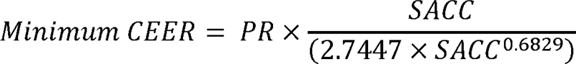 Minimum CEER = PR × SACC / (2.7447 × SACC^0.6829)